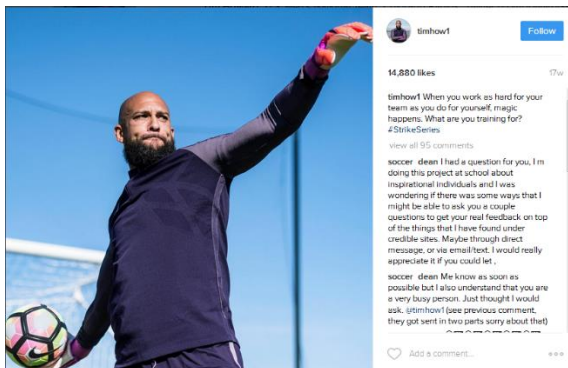 timhow1
Follow
14,880 likes
17w
timhow1 When you work as hard for your
team as you do for yourself, magic
happens. What are you training for?
#StrikeSeries
view all 95 comments
soccer_dean I had a question for you, I m
doing this project at school about
inspirational individuals and I was
wondering if there was some ways that I
might be able to ask you a couple
questions to get your real feedback on top
of the things that I have found under
credible sites. Maybe through direct
message, or via email/text. I would really
appreciate it if you could let ,
soccer_dean Me know as soon as
possible but I also understand that you are
a very busy person. Just thought I would
ask. @timhow1 (see previous comment,
they got sent in two parts sorry about that)
Add a comment...